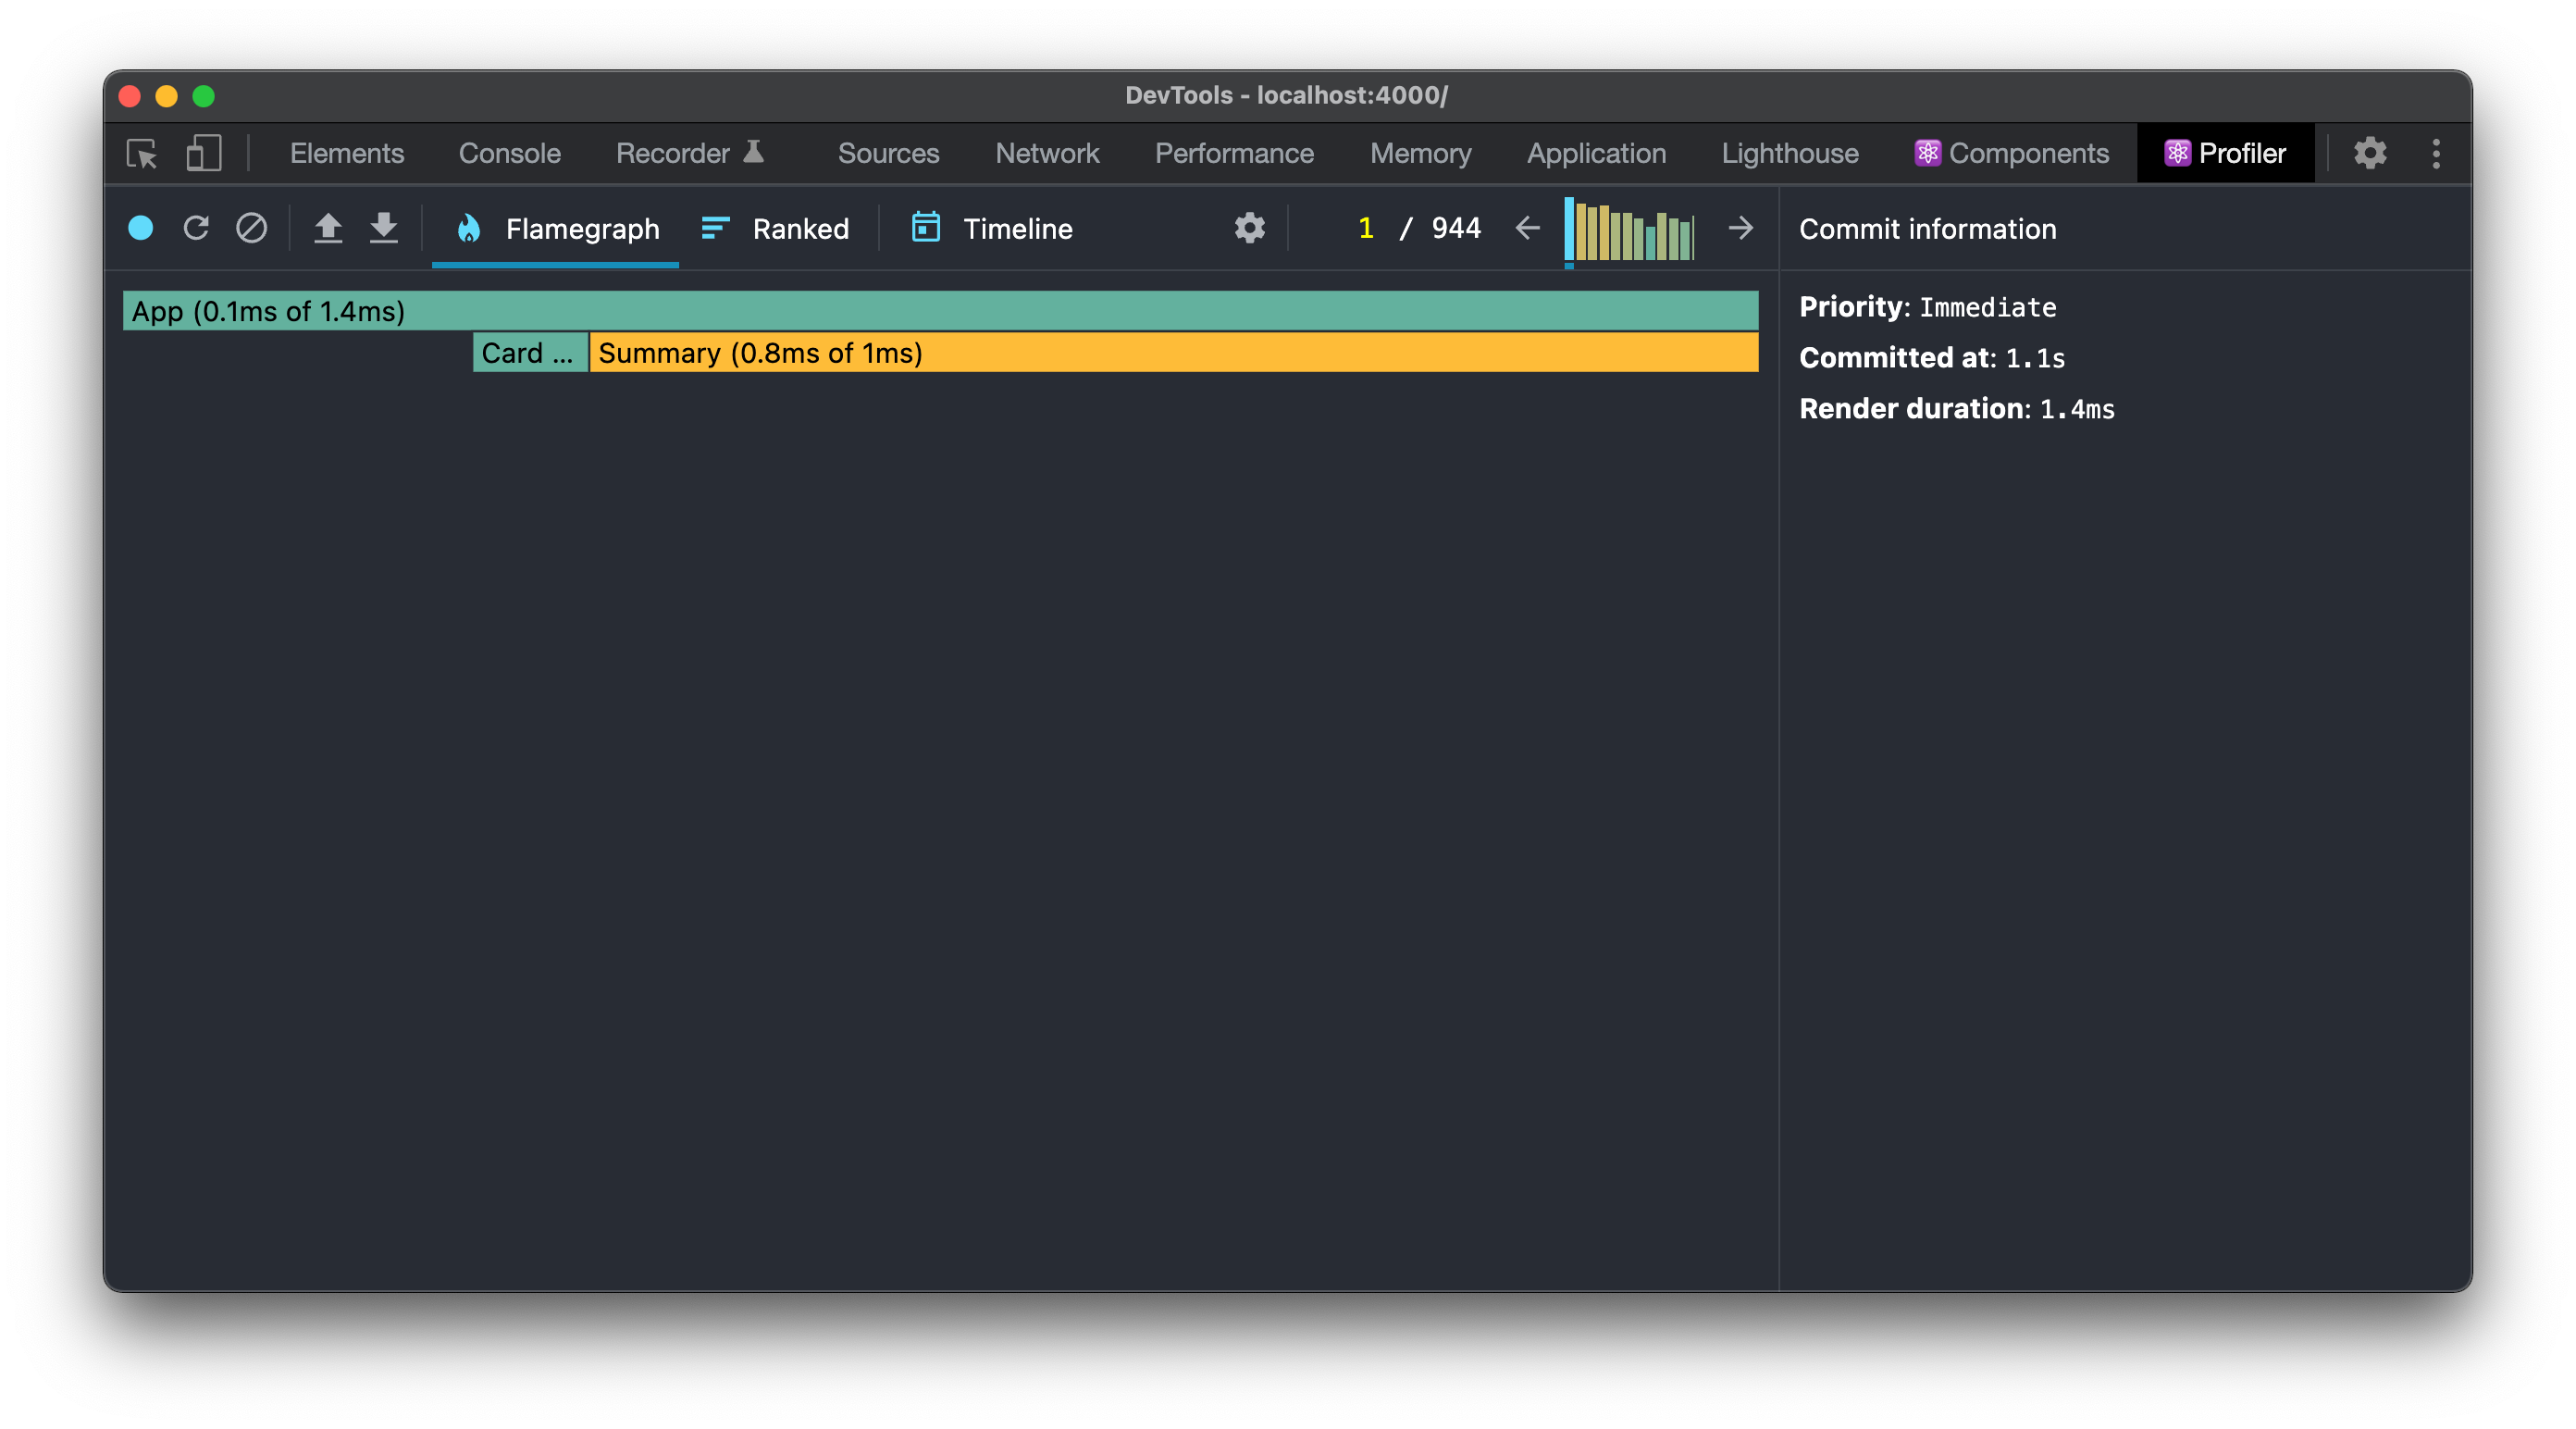 DevTools - localhost:4000/
Elements Console Recorder Sources Network Performance Memory Application Lighthouse Components Profiler
Flamegraph Ranked Timeline 1 / 944 Commit information
App (0.1ms of 1.4ms)
Card ... Summary (0.8ms of 1ms)
Priority: Immediate
Committed at: 1.1s
Render duration: 1.4ms